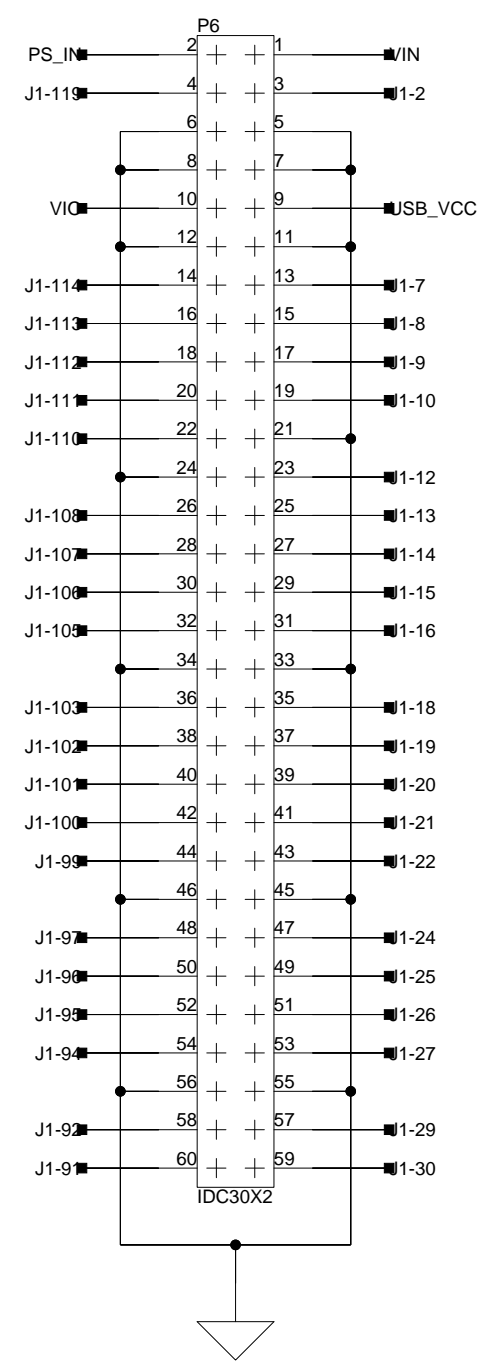 P6
PS_IN 2 1 VIN
J1-119 4 3 J1-2
6 5
8 7
VIO 10 9 USB_VCC
12 11
J1-114 14 13 J1-7
J1-113 16 15 J1-8
J1-112 18 17 J1-9
J1-111 20 19 J1-10
J1-110 22 21
24 23 J1-12
J1-108 26 25 J1-13
J1-107 28 27 J1-14
J1-106 30 29 J1-15
J1-105 32 31 J1-16
34 33
J1-103 36 35 J1-18
J1-102 38 37 J1-19
J1-101 40 39 J1-20
J1-100 42 41 J1-21
J1-99 44 43 J1-22
46 45
J1-97 48 47 J1-24
J1-96 50 49 J1-25
J1-95 52 51 J1-26
J1-94 54 53 J1-27
56 55
J1-92 58 57 J1-29
J1-91 60 59 J1-30
IDC30X2